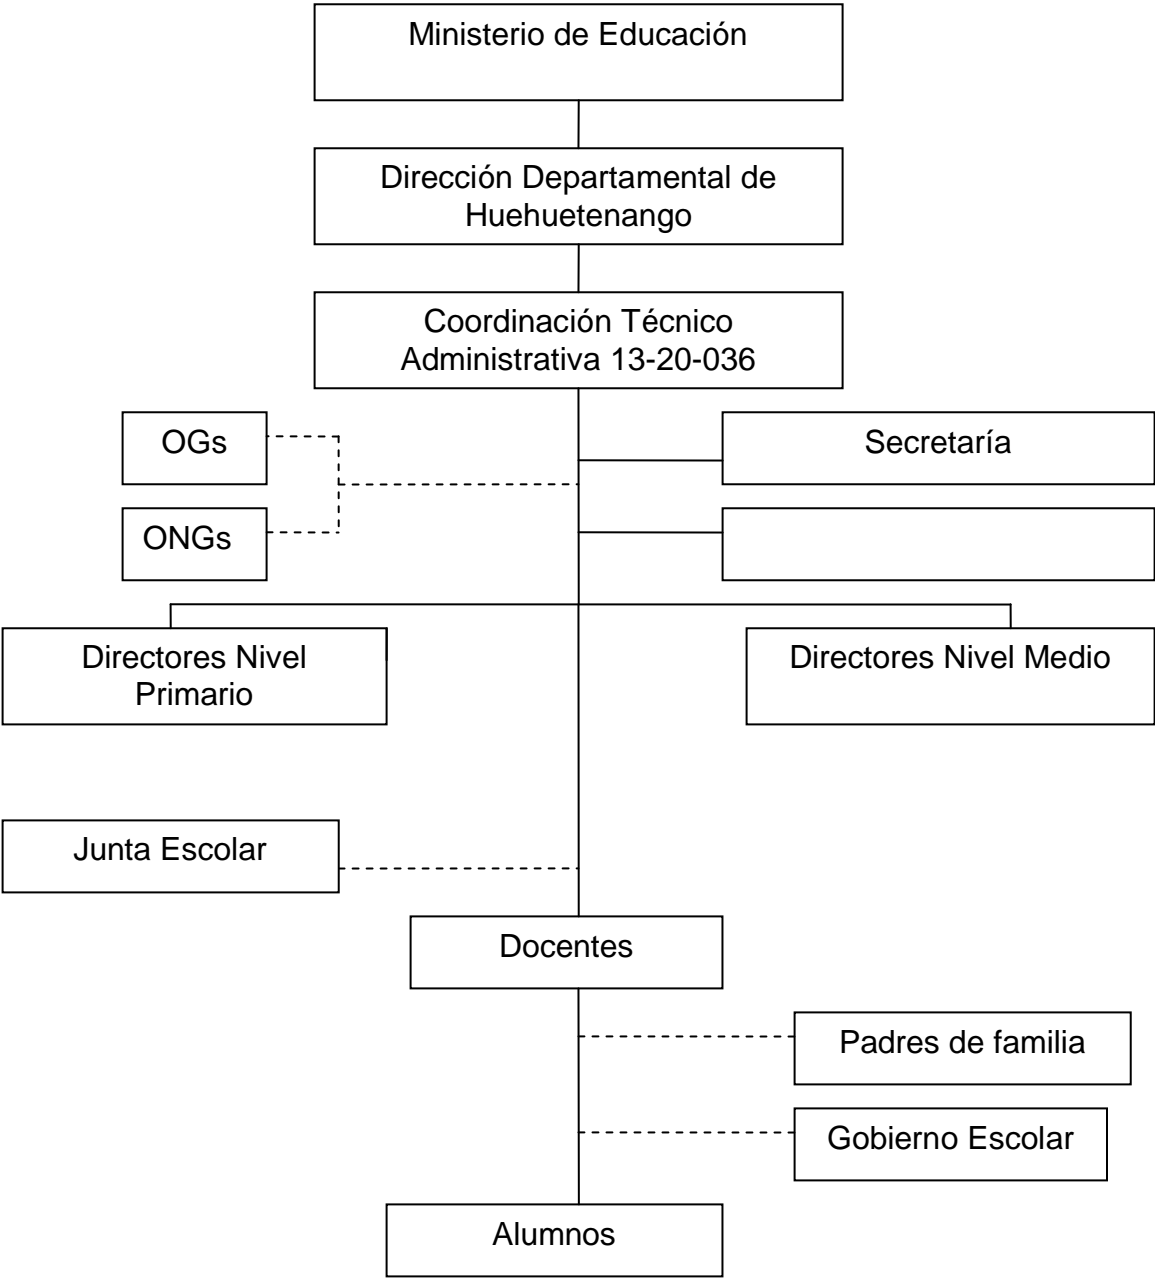 Ministerio de Educación
Dirección Departamental de
Huehuetenango
Coordinación Técnico
Administrativa 13-20-036
OGs
Secretaría
ONGs
Directores Nivel
Primario
Directores Nivel Medio
Junta Escolar
Docentes
Padres de familia
Gobierno Escolar
Alumnos